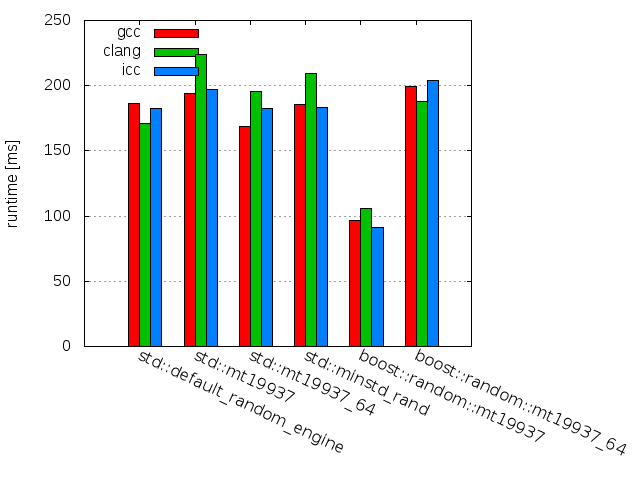 250
200
150
100
50
0
runtime [ms]
gcc
clang
icc
std::default_random_engine
std::mt19937
std::mt19937_64
std::minstd_rand
boost::random::mt19937
boost::random::mt19937_64